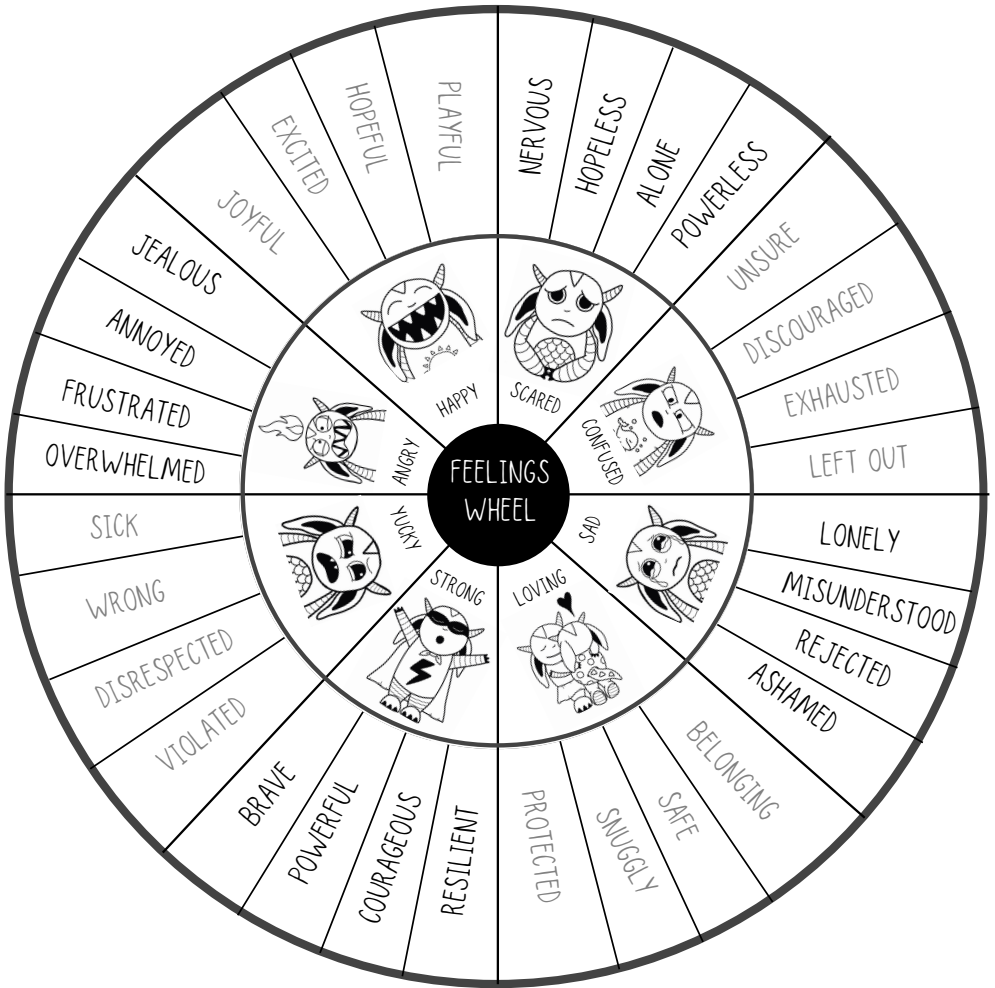 FEELINGS
WHEEL
HAPPY
SCARED
CONFUSED
SAD
LOVING
STRONG
YUCKY
ANGRY
PLAYFUL
HOPEFUL
EXCITED
JOYFUL
NERVOUS
HOPELESS
ALONE
POWERLESS
UNSURE
DISCOURAGED
EXHAUSTED
LEFT OUT
LONELY
MISUNDERSTOOD
REJECTED
ASHAMED
BELONGING
SAFE
SNUGGLY
PROTECTED
RESILIENT
COURAGEOUS
POWERFUL
BRAVE
VIOLATED
DISRESPECTED
WRONG
SICK
OVERWHELMED
FRUSTRATED
ANNOYED
JEALOUS